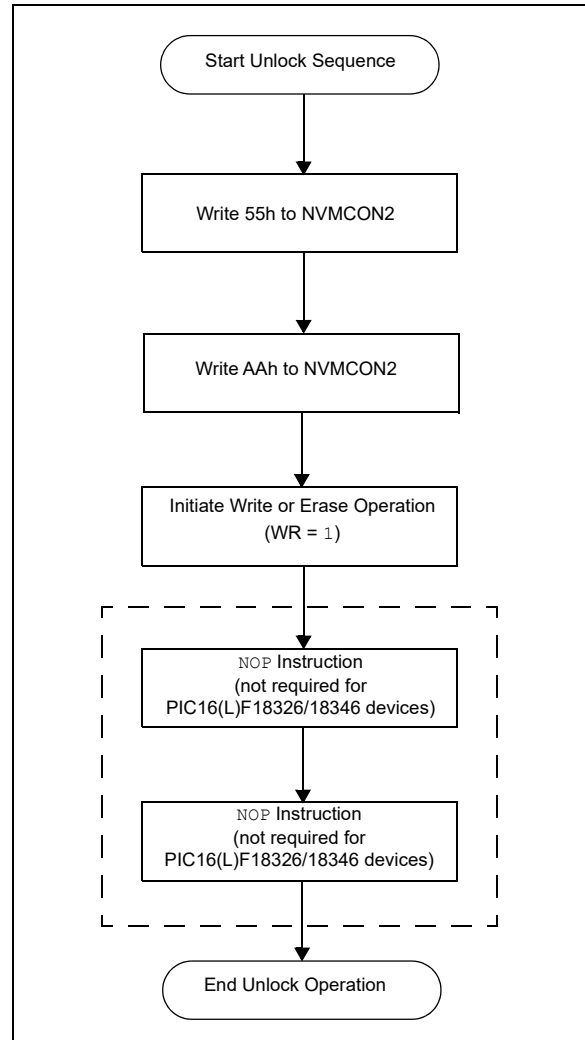 Start Unlock Sequence
Write 55h to NVMCON2
Write AAh to NVMCON2
Initiate Write or Erase Operation
(WR = 1)
NOP Instruction
(not required for
PIC16(L)F18326/18346 devices)
NOP Instruction
(not required for
PIC16(L)F18326/18346 devices)
End Unlock Operation